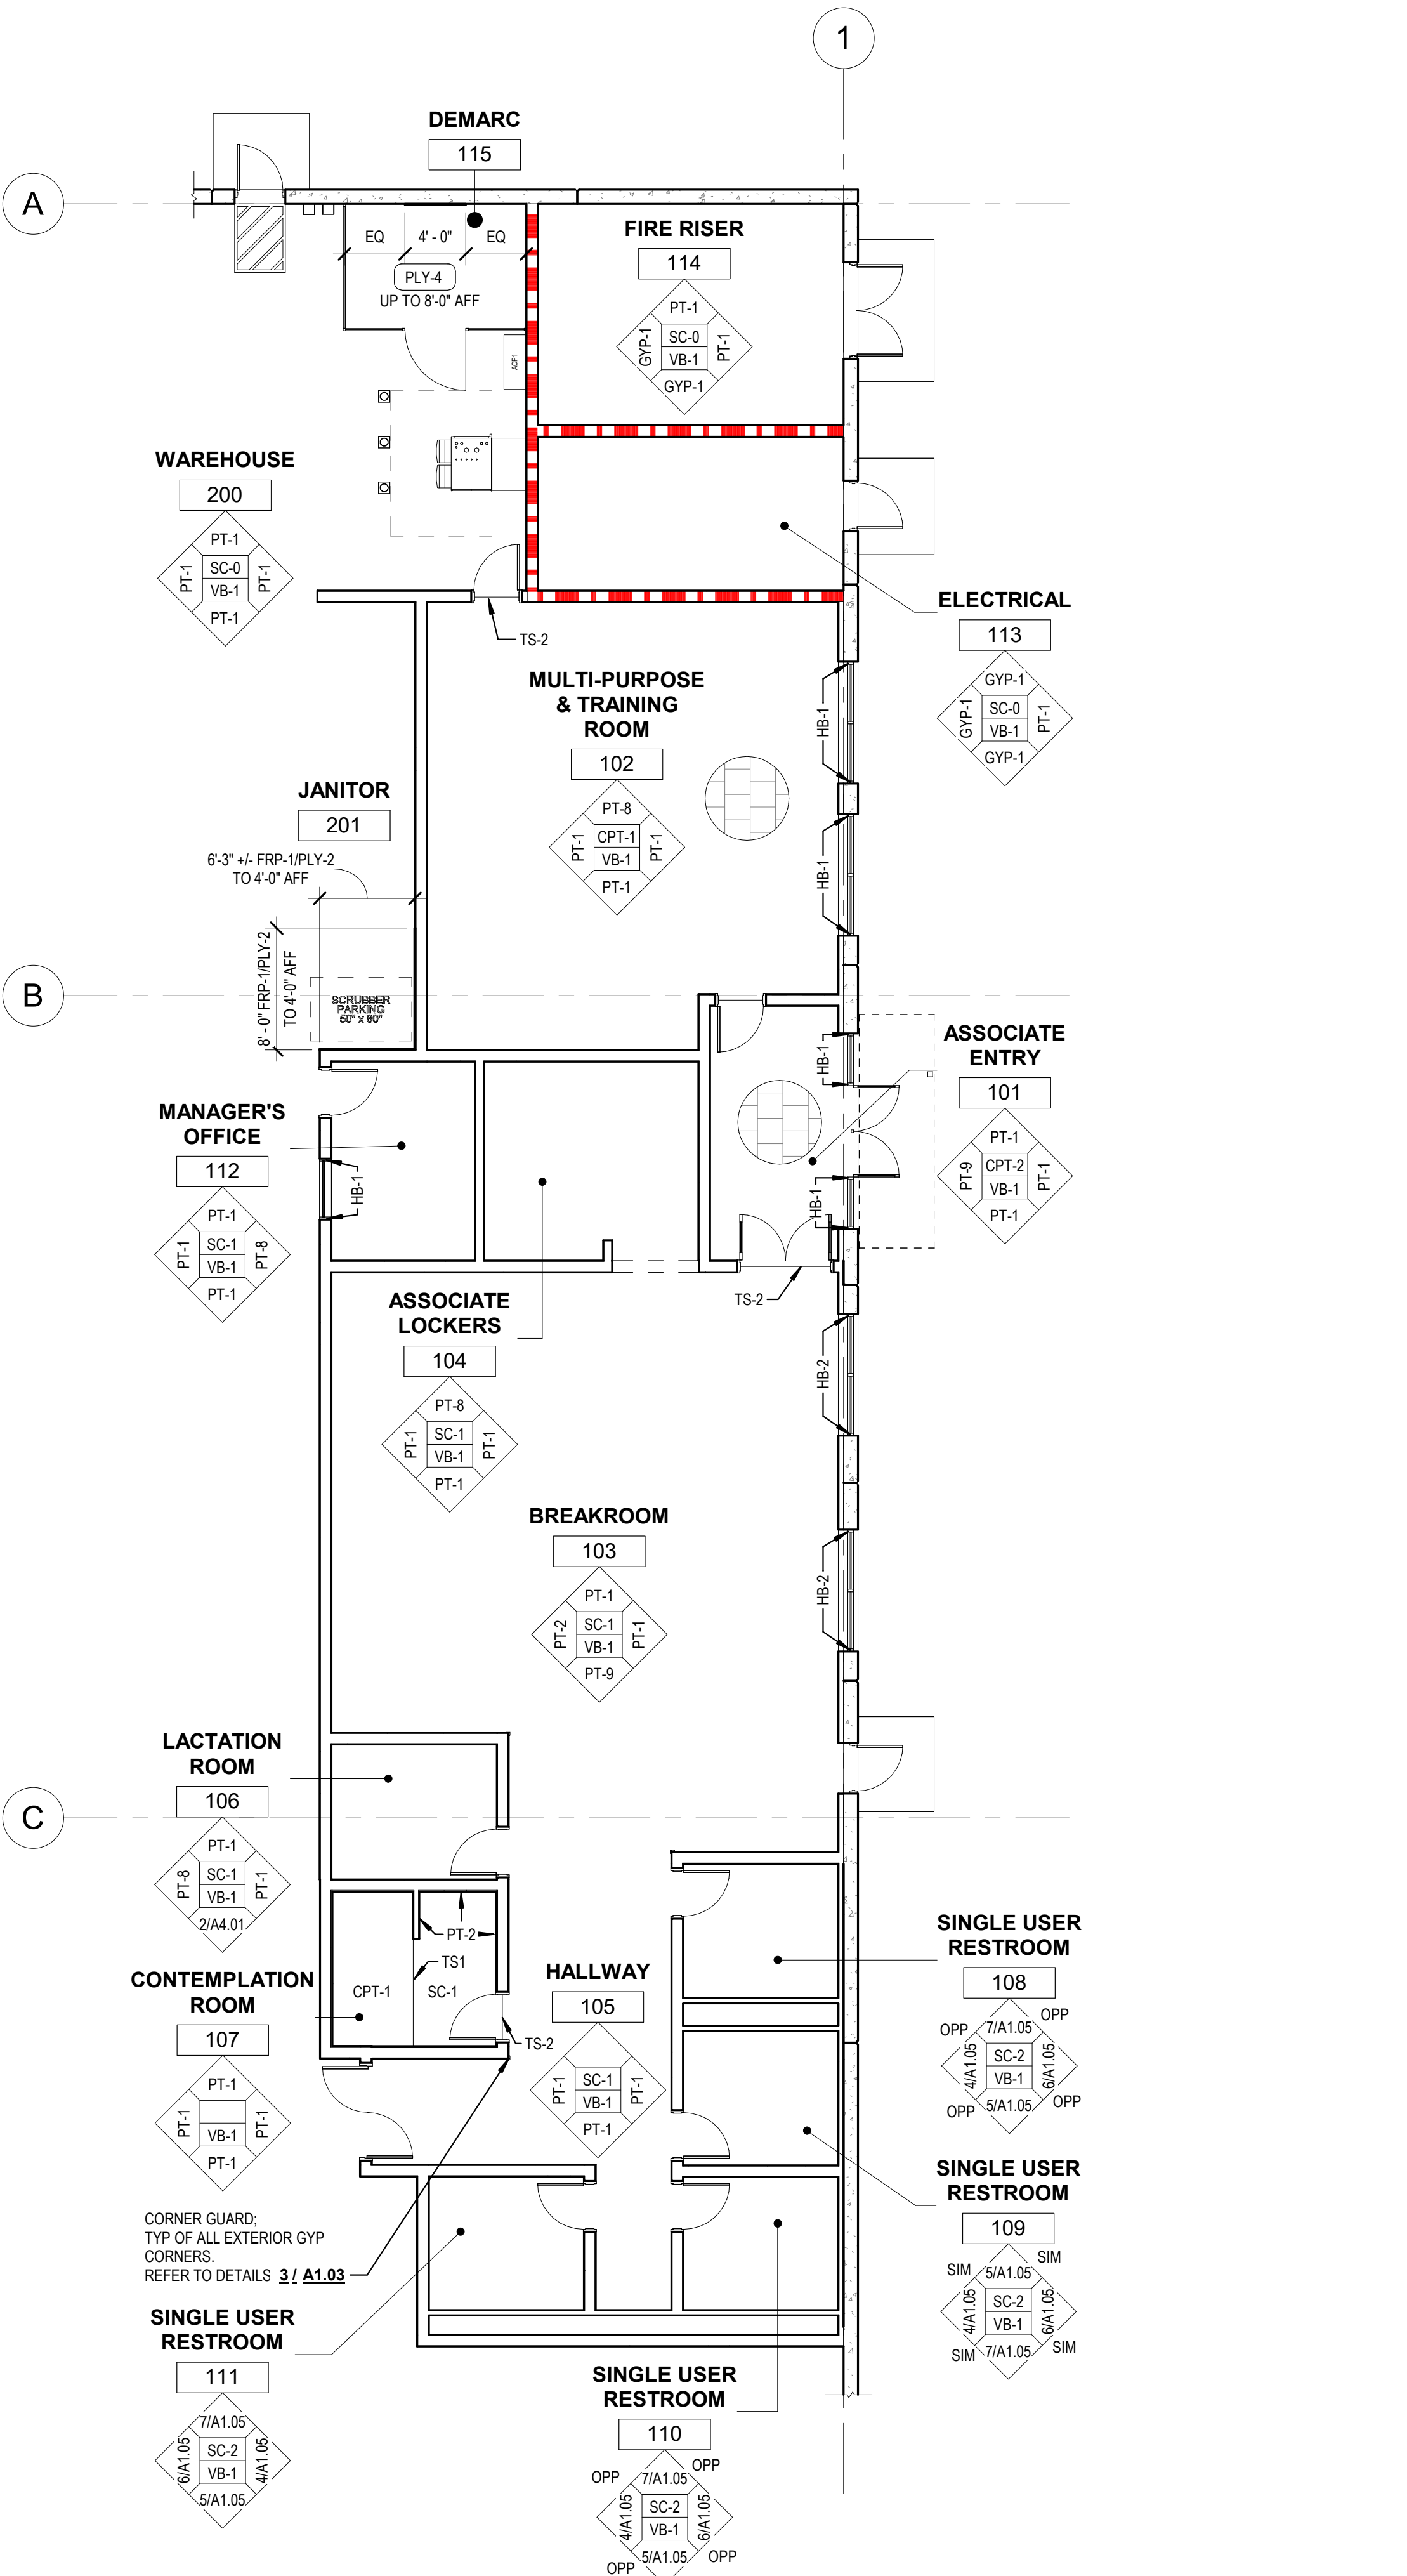 1
DEMARC
115
A
EQ
4' - 0"
EQ
PLY-4
UP TO 8'-0" AFF
ACP1
FIRE RISER
114
PT-1
GYP-1
SC-0
VB-1
PT-1
GYP-1
WAREHOUSE
200
PT-1
PT-1
SC-0
VB-1
PT-1
PT-1
TS-2
ELECTRICAL
113
GYP-1
GYP-1
SC-0
VB-1
PT-1
GYP-1
MULTI-PURPOSE
& TRAINING
ROOM
102
PT-8
PT-1
CPT-1
VB-1
PT-1
PT-1
HB-1
HB-1
JANITOR
201
6'-3" +/- FRP-1/PLY-2
TO 4'-0" AFF
8' - 0" FRP-1/PLY-2
TO 4'-0" AFF
SCRUBBER
PARKING
50" x 80"
B
HB-1
HB-1
ASSOCIATE
ENTRY
101
PT-1
PT-9
CPT-2
VB-1
PT-1
PT-1
MANAGER'S
OFFICE
112
PT-1
PT-1
SC-1
VB-1
PT-8
PT-1
HB-1
TS-2
ASSOCIATE
LOCKERS
104
PT-8
PT-1
SC-1
VB-1
PT-1
PT-1
HB-2
HB-2
BREAKROOM
103
PT-1
PT-2
SC-1
VB-1
PT-1
PT-9
LACTATION
ROOM
106
C
PT-1
PT-8
SC-1
VB-1
PT-1
2/A4.01
PT-2
TS1
CPT-1
SC-1
TS-2
CONTEMPLATION
ROOM
107
PT-1
PT-1
VB-1
PT-1
PT-1
HALLWAY
105
PT-1
SC-1
VB-1
PT-1
PT-1
SINGLE USER
RESTROOM
108
OPP
OPP
7/A1.05
4/A1.05
SC-2
VB-1
6/A1.05
5/A1.05
OPP
OPP
SINGLE USER
RESTROOM
109
SIM
SIM
5/A1.05
4/A1.05
SC-2
VB-1
6/A1.05
7/A1.05
SIM
SIM
CORNER GUARD;
TYP OF ALL EXTERIOR GYP
CORNERS.
REFER TO DETAILS 3 / A1.03
SINGLE USER
RESTROOM
111
7/A1.05
6/A1.05
SC-2
VB-1
4/A1.05
5/A1.05
SINGLE USER
RESTROOM
110
OPP
OPP
7/A1.05
4/A1.05
SC-2
VB-1
6/A1.05
5/A1.05
OPP
OPP